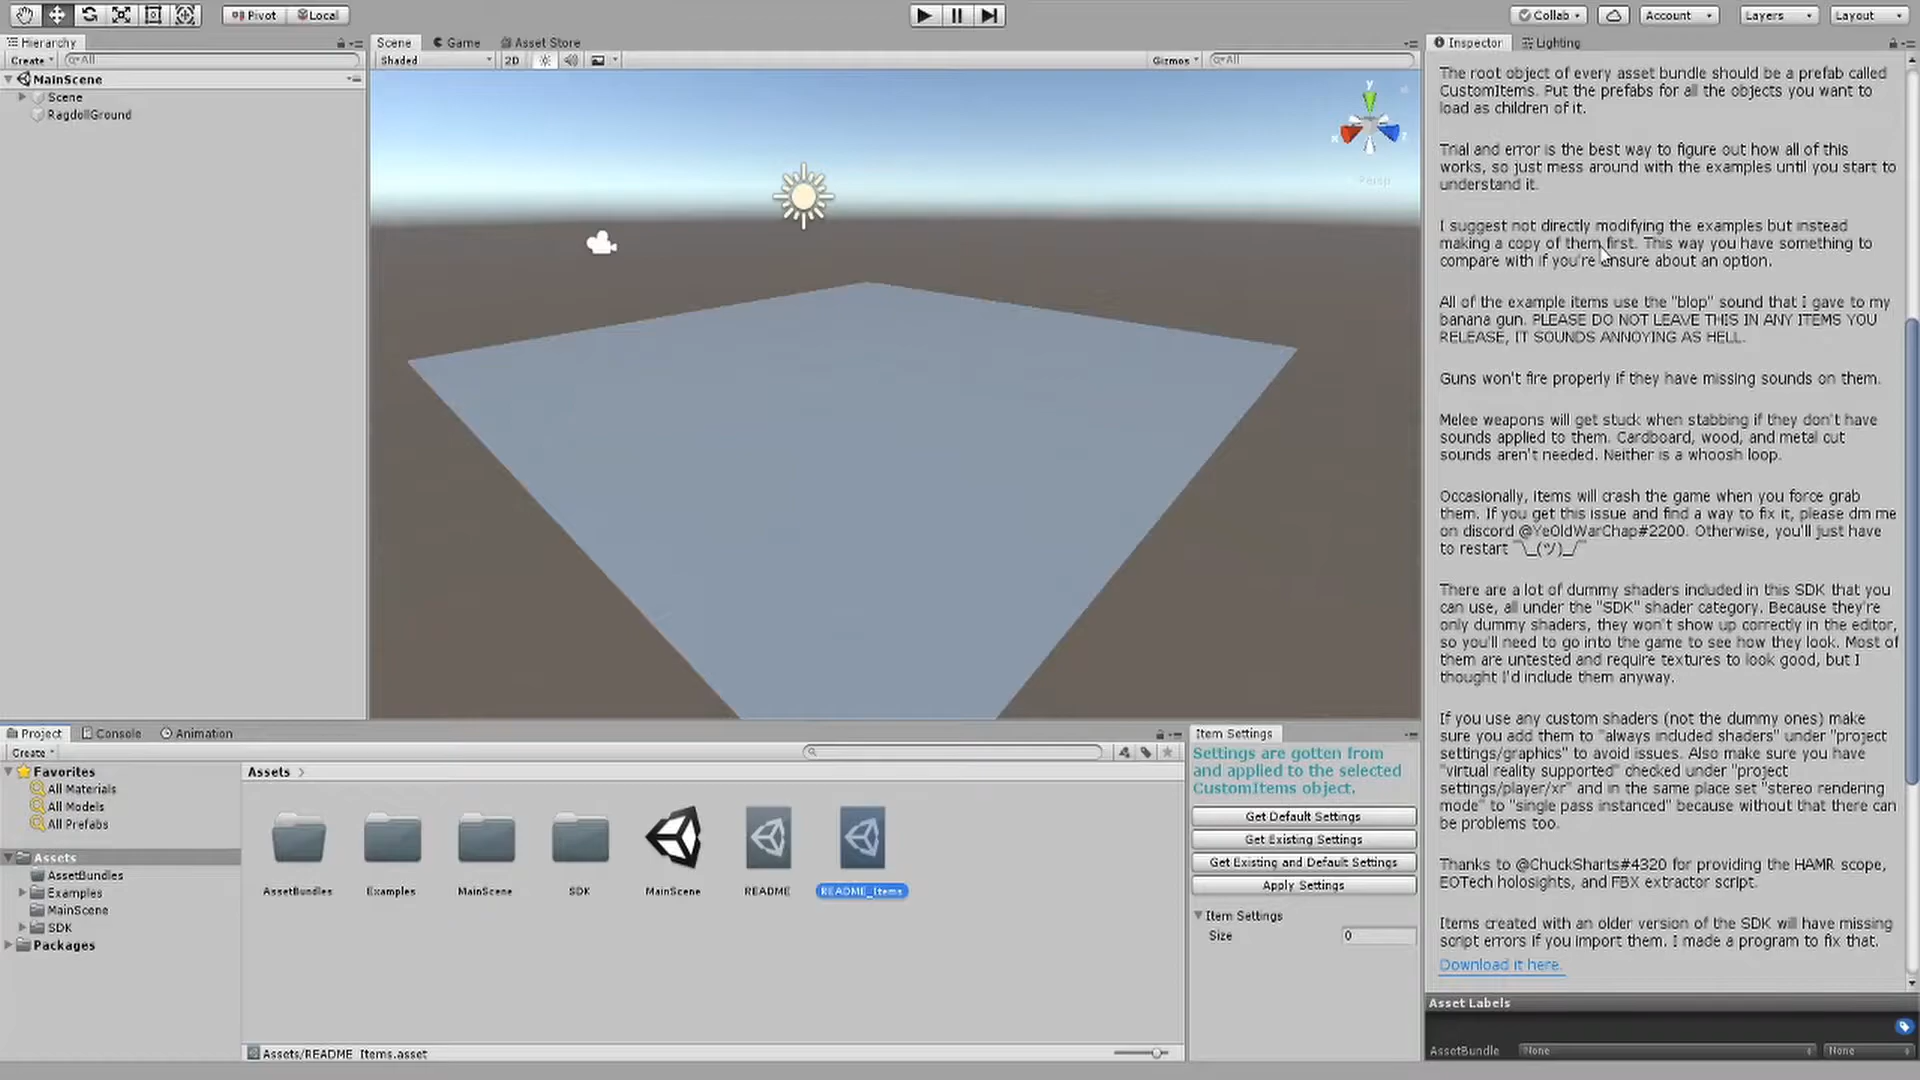 Pivot
Local
Collab
Account
Layers
Layout
Hierarchy
Create
All
MainScene
Scene
RagdollGround
Scene
Game
Asset Store
Shaded
2D
Gizmos
All
y
x
z
Persp
Inspector
Lighting
The root object of every asset bundle should be a prefab called
CustomItems. Put the prefabs for all the objects you want to
load as children of it.
Trial and error is the best way to figure out how all of this
works, so just mess around with the examples until you start to
understand it.
I suggest not directly modifying the examples but instead
making a copy of them first. This way you have something to
compare with if you're ensure about an option.
All of the example items use the "blop" sound that I gave to my
banana gun. PLEASE DO NOT LEAVE THIS IN ANY ITEMS YOU
RELEASE, IT SOUNDS ANNOYING AS HELL.
Guns won't fire properly if they have missing sounds on them.
Melee weapons will get stuck when stabbing if they don't have
sounds applied to them. Cardboard, wood, and metal cut
sounds aren't needed. Neither is a whoosh loop.
Occasionally, items will crash the game when you force grab
them. If you get this issue and find a way to fix it, please dm me
on discord @YeOldWarChap#2200. Otherwise, you'll just have
to restart ¯\_(ツ)_/¯
There are a lot of dummy shaders included in this SDK that you
can use, all under the "SDK" shader category. Because they're
only dummy shaders, they won't show up correctly in the editor,
so you'll need to go into the game to see how they look. Most of
them are untested and require textures to look good, but I
thought I'd include them anyway.
If you use any custom shaders (not the dummy ones) make
sure you add them to "always included shaders" under "project
settings/graphics" to avoid issues. Also make sure you have
"virtual reality supported" checked under "project
settings/player/xr" and in the same place set "stereo rendering
mode" to "single pass instanced" because without that there can
be problems too.
Thanks to @ChuckSharts#4320 for providing the HAMR scope,
EOTech holosights, and FBX extractor script.
Items created with an older version of the SDK will have missing
script errors if you import them. I made a program to fix that.
Download it here.
Asset Labels
AssetBundle
None
None
Project
Console
Animation
Create
Favorites
All Materials
All Models
All Prefabs
Assets
AssetBundles
Examples
MainScene
SDK
Packages
Assets
AssetBundles
Examples
MainScene
SDK
MainScene
README
README_Items
Assets/README_Items.asset
Item Settings
Settings are gotten from
and applied to the selected
CustomItems object.
Get Default Settings
Get Existing Settings
Get Existing and Default Settings
Apply Settings
Item Settings
Size
0